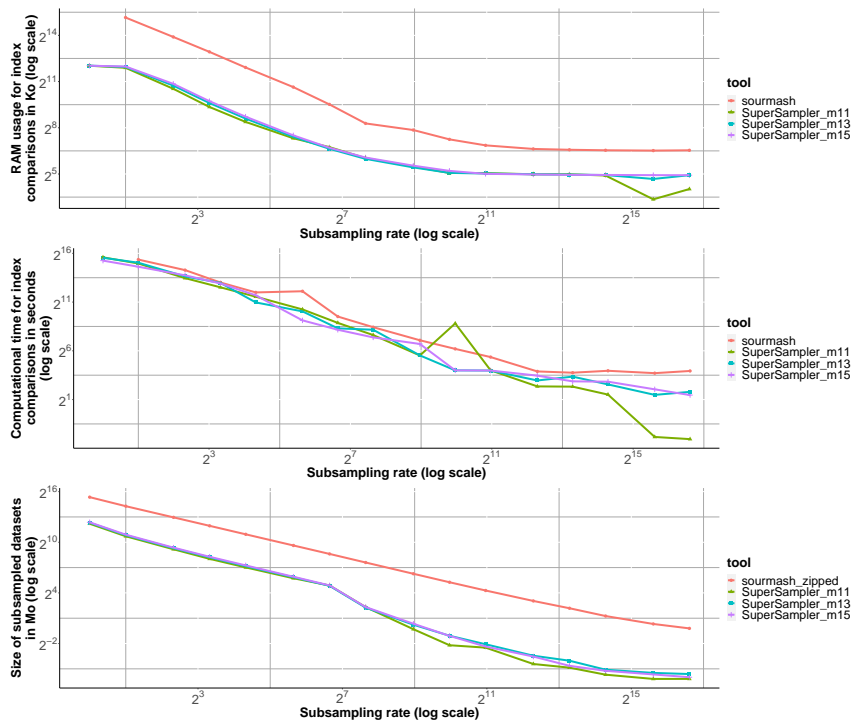 RAM usage for index
comparisons in Ko (log scale)
2^14
2^11
2^8
2^5
2^3
2^7
2^11
2^15
Subsampling rate (log scale)
tool
sourmash
SuperSampler_m11
SuperSampler_m13
SuperSampler_m15
Computational time for index
comparisons in seconds
(log scale)
2^16
2^11
2^6
2^1
2^3
2^7
2^11
2^15
Subsampling rate (log scale)
tool
sourmash
SuperSampler_m11
SuperSampler_m13
SuperSampler_m15
Size of subsampled datasets
in Mo (log scale)
2^16
2^10
2^4
2^−2
2^3
2^7
2^11
2^15
Subsampling rate (log scale)
tool
sourmash_zipped
SuperSampler_m11
SuperSampler_m13
SuperSampler_m15